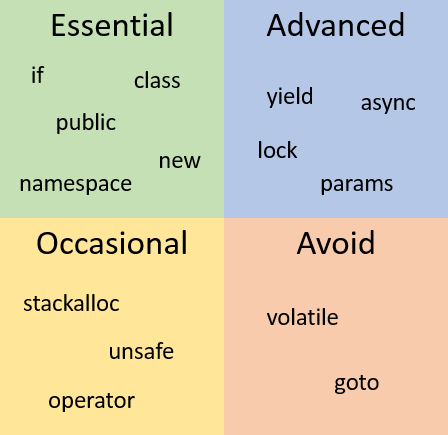 Essential
if
class
public
new
namespace
Advanced
yield
async
lock
params
Occasional
stackalloc
unsafe
operator
Avoid
volatile
goto